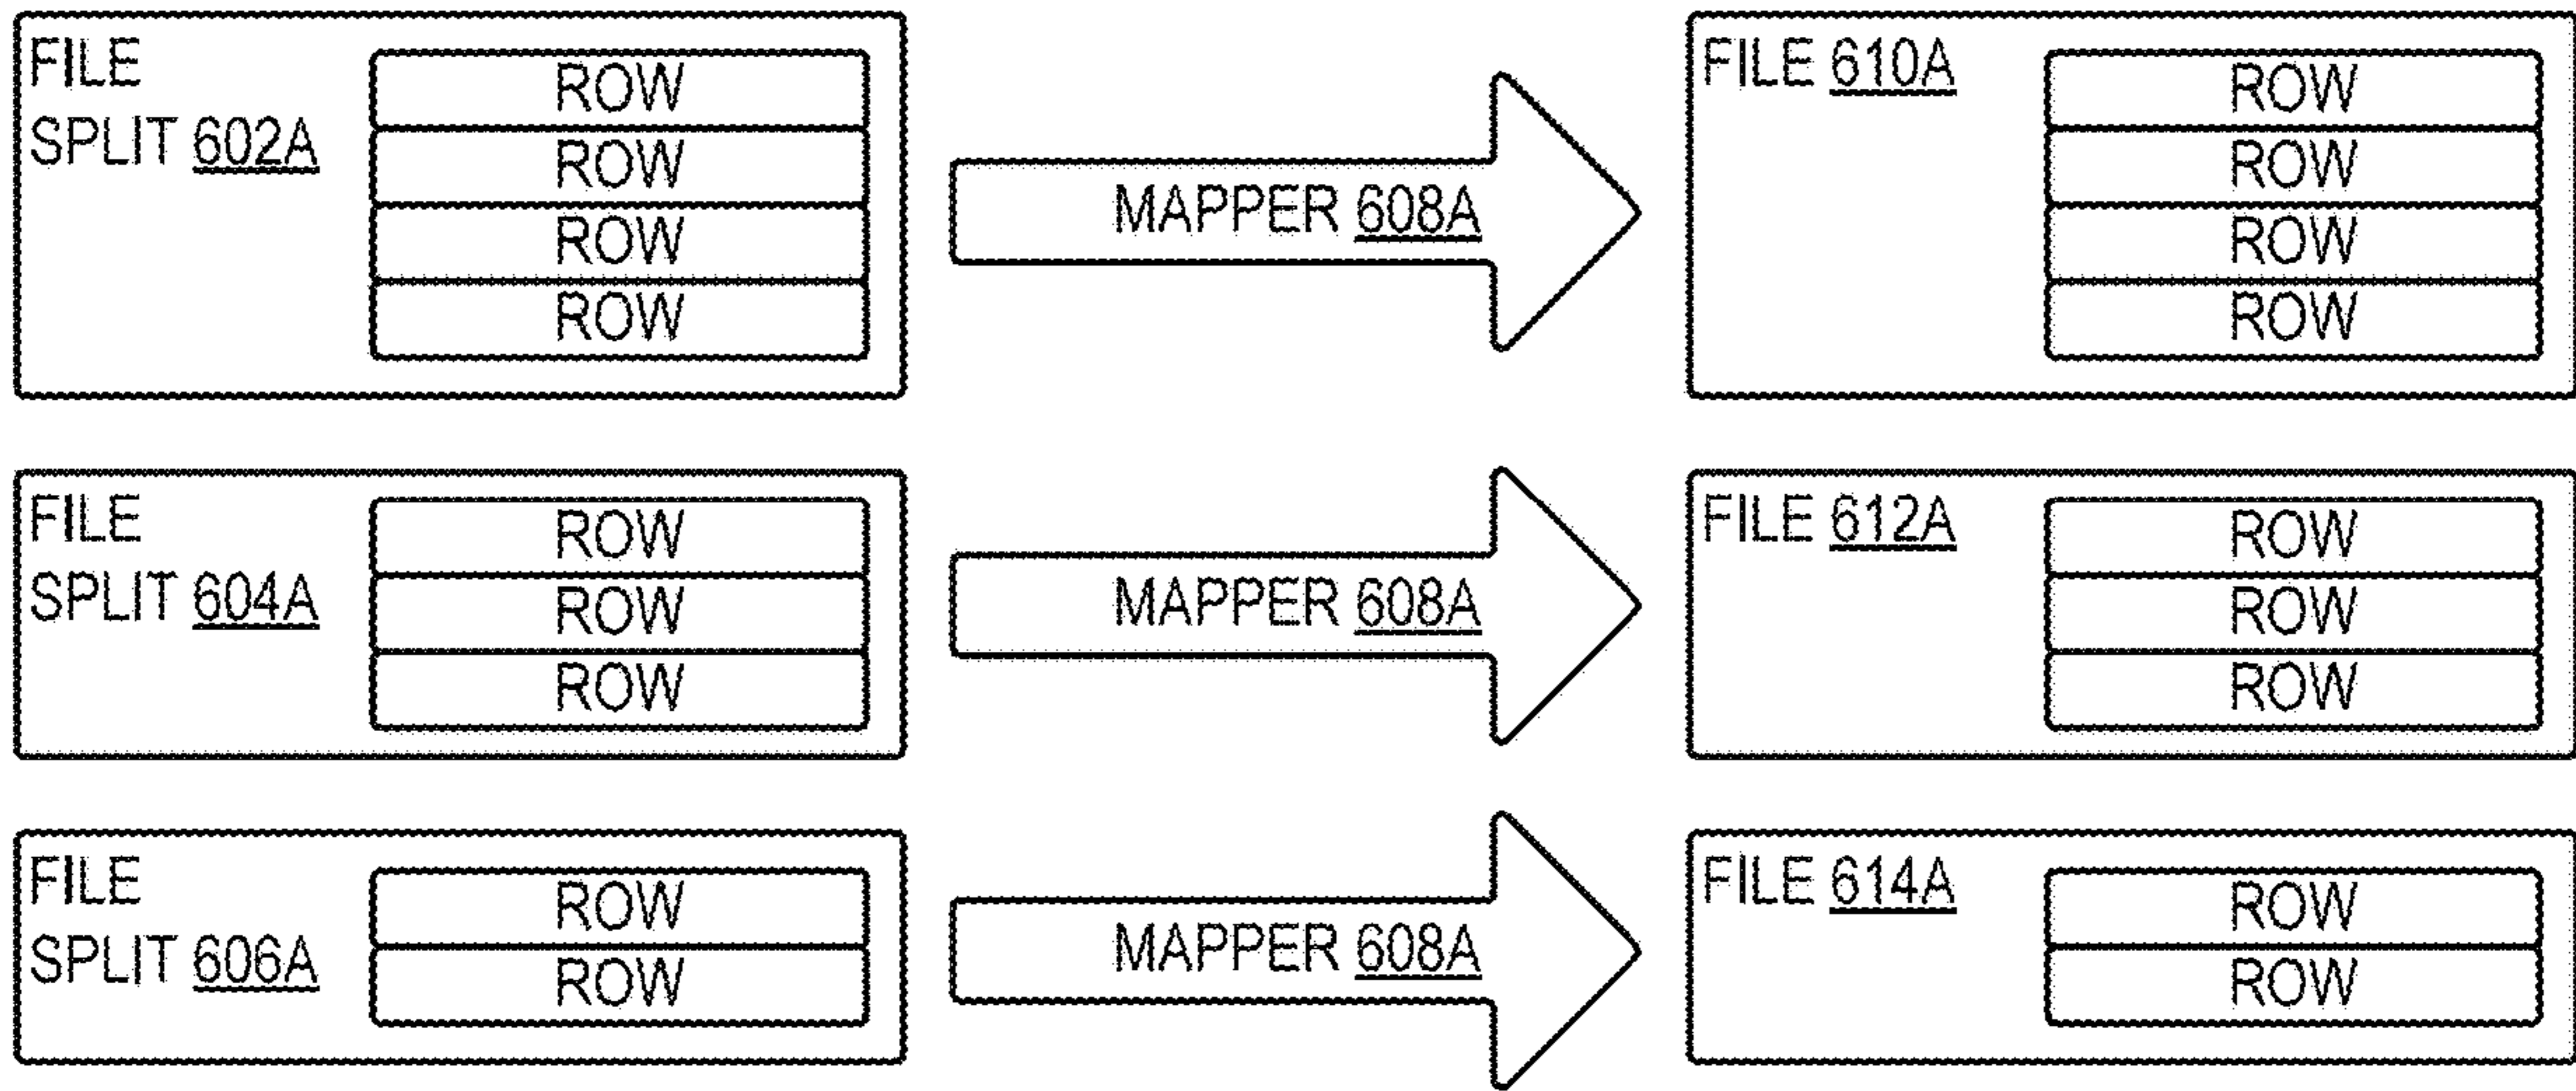 FILE
SPLIT 602A
ROW
ROW
ROW
ROW
MAPPER 608A
FILE 610A
ROW
ROW
ROW
ROW
FILE
SPLIT 604A
ROW
ROW
ROW
MAPPER 608A
FILE 612A
ROW
ROW
ROW
FILE
SPLIT 606A
ROW
ROW
MAPPER 608A
FILE 614A
ROW
ROW